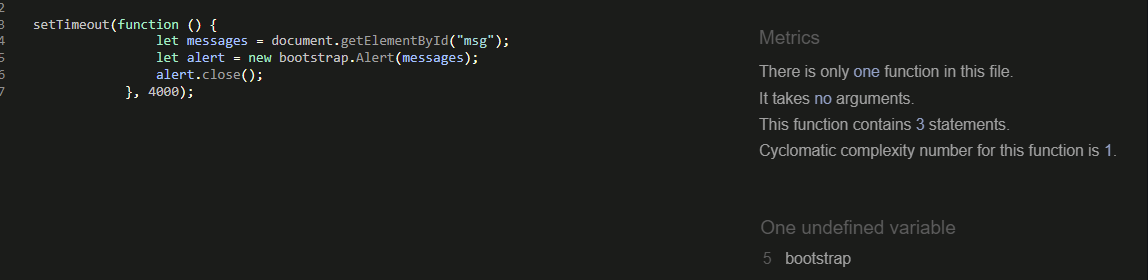 2
3 setTimeout(function () {
4 let messages = document.getElementById("msg");
5 let alert = new bootstrap.Alert(messages);
6 alert.close();
7 }, 4000);
Metrics
There is only one function in this file.
It takes no arguments.
This function contains 3 statements.
Cyclomatic complexity number for this function is 1.
One undefined variable
5 bootstrap